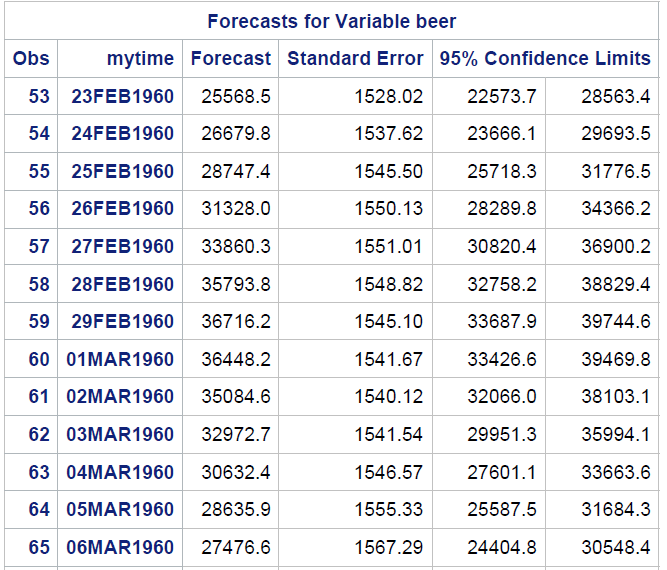 Forecasts for Variable beer
Obs mytime Forecast Standard Error 95% Confidence Limits
53 23FEB1960 25568.5 1528.02 22573.7 28563.4
54 24FEB1960 26679.8 1537.62 23666.1 29693.5
55 25FEB1960 28747.4 1545.50 25718.3 31776.5
56 26FEB1960 31328.0 1550.13 28289.8 34366.2
57 27FEB1960 33860.3 1551.01 30820.4 36900.2
58 28FEB1960 35793.8 1548.82 32758.2 38829.4
59 29FEB1960 36716.2 1545.10 33687.9 39744.6
60 01MAR1960 36448.2 1541.67 33426.6 39469.8
61 02MAR1960 35084.6 1540.12 32066.0 38103.1
62 03MAR1960 32972.7 1541.54 29951.3 35994.1
63 04MAR1960 30632.4 1546.57 27601.1 33663.6
64 05MAR1960 28635.9 1555.33 25587.5 31684.3
65 06MAR1960 27476.6 1567.29 24404.8 30548.4